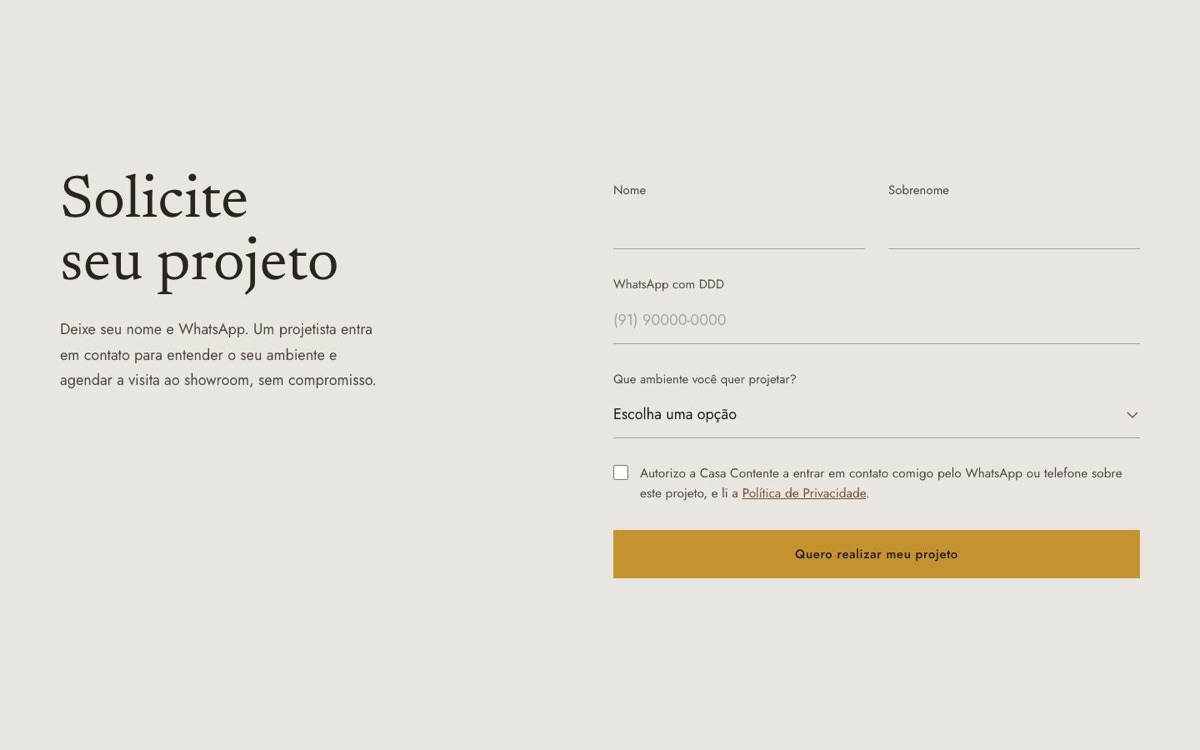 Solicite
seu projeto
Deixe seu nome e WhatsApp. Um projetista entra
em contato para entender o seu ambiente e
agendar a visita ao showroom, sem compromisso.
Nome
Sobrenome
WhatsApp com DDD
(91) 90000-0000
Que ambiente você quer projetar?
Escolha uma opção
Autorizo a Casa Contente a entrar em contato comigo pelo WhatsApp ou telefone sobre
este projeto, e li a Política de Privacidade.
Quero realizar meu projeto